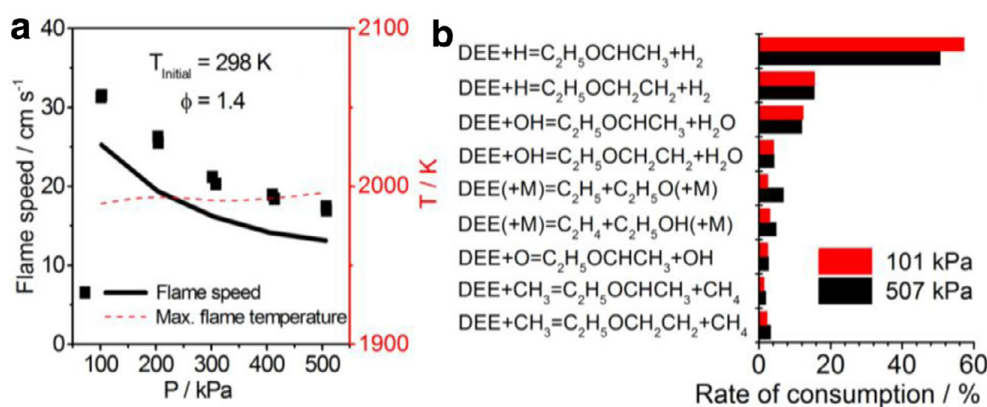 a
Flame speed / cm s⁻¹
40
30
20
10
0
T_Initial = 298 K
ϕ = 1.4
Flame speed
Max. flame temperature
100 200 300 400 500
P / kPa
2100
2000
1900
T / K
b
DEE+H=C₂H₅OCHCH₃+H₂
DEE+H=C₂H₅OCH₂CH₂+H₂
DEE+OH=C₂H₅OCHCH₃+H₂O
DEE+OH=C₂H₅OCH₂CH₂+H₂O
DEE(+M)=C₂H₅+C₂H₅O(+M)
DEE(+M)=C₂H₄+C₂H₅OH(+M)
DEE+O=C₂H₅OCHCH₃+OH
DEE+CH₃=C₂H₅OCHCH₃+CH₄
DEE+CH₃=C₂H₅OCH₂CH₂+CH₄
101 kPa
507 kPa
0 20 40 60
Rate of consumption / %